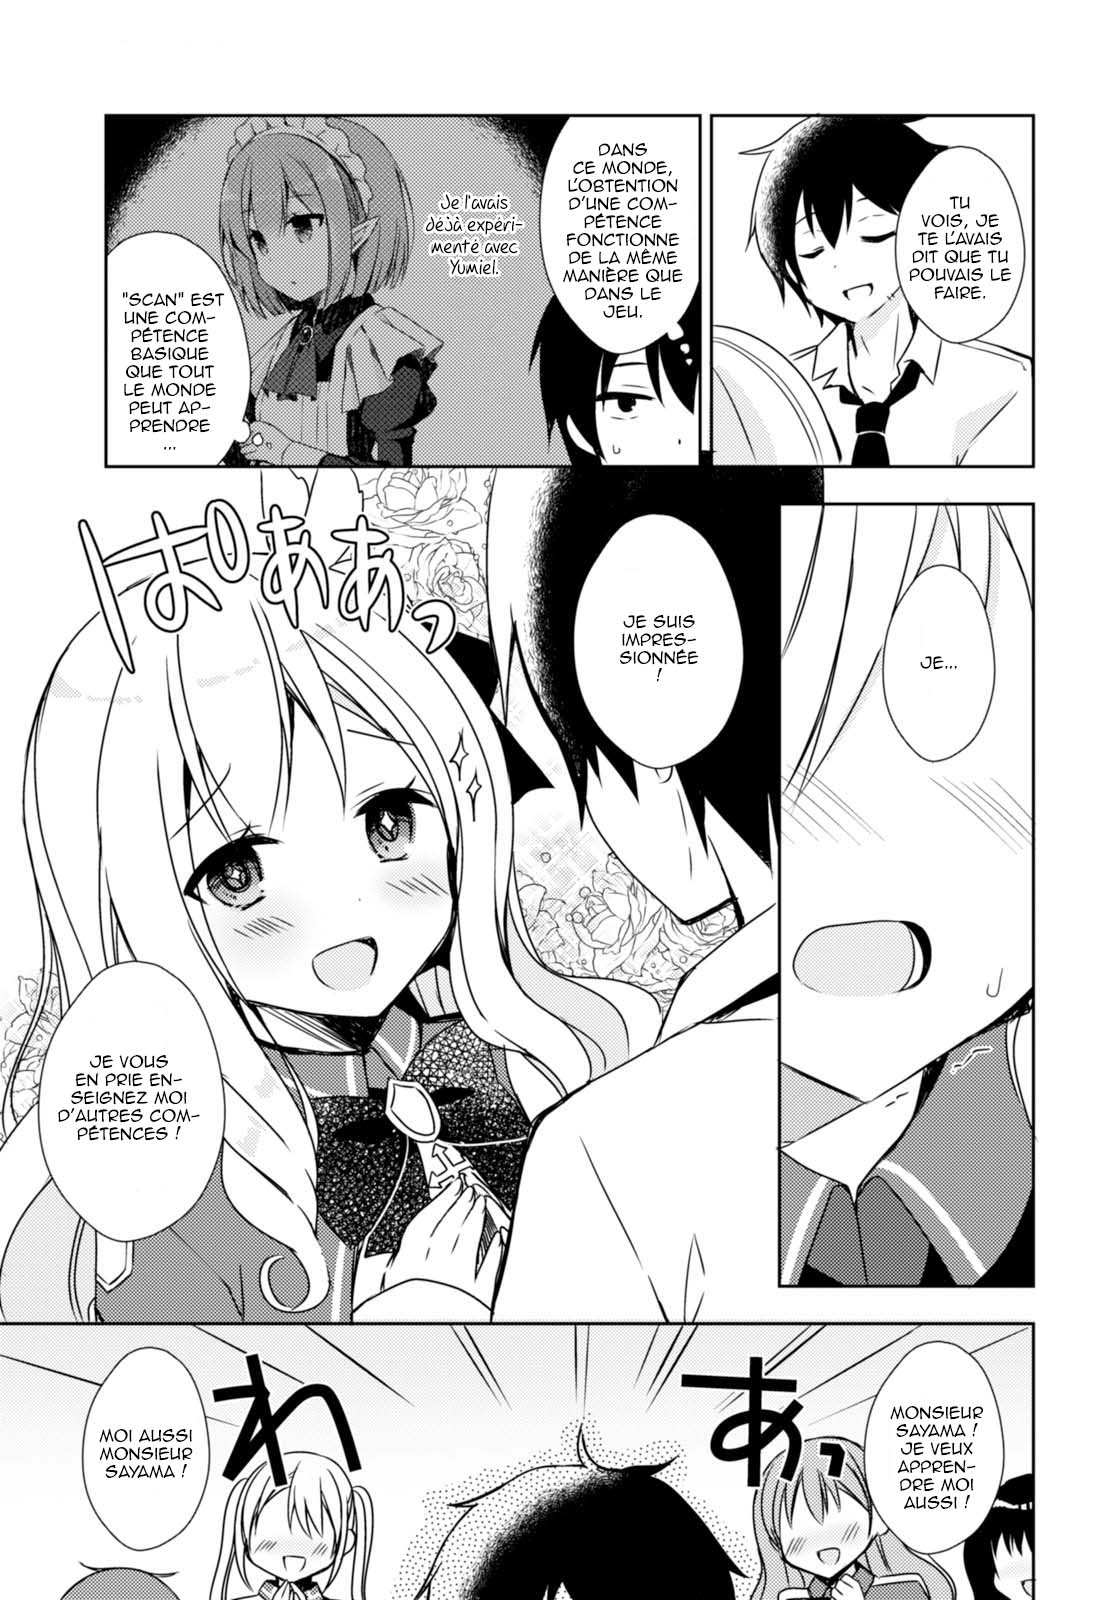 TU
VOIS, JE
TE L'AVAIS
DIT QUE TU
POUVAIS LE
FAIRE.
DANS
CE MONDE,
L'OBTENTION
D'UNE COM-
PÉTENCE
FONCTIONNE
DE LA MÊME
MANIÈRE QUE
DANS LE
JEU.
Je l'avais
déjà expéri-
menté avec
Yumiel.
"SCAN" EST
UNE COM-
PÉTENCE
BASIQUE
QUE TOUT
LE MONDE
PEUT AP-
PRENDRE
...
JE...
JE SUIS
IMPRES-
SIONNÉE
!
ぱあぁっ
JE VOUS
EN PRIE EN-
SEIGNEZ MOI
D'AUTRES COM-
PÉTENCES !
MONSIEUR
SAYAMA !
JE VEUX
APPREN-
DRE MOI
AUSSI !
わ
あっ
MOI AUSSI
MONSIEUR
SAYAMA !